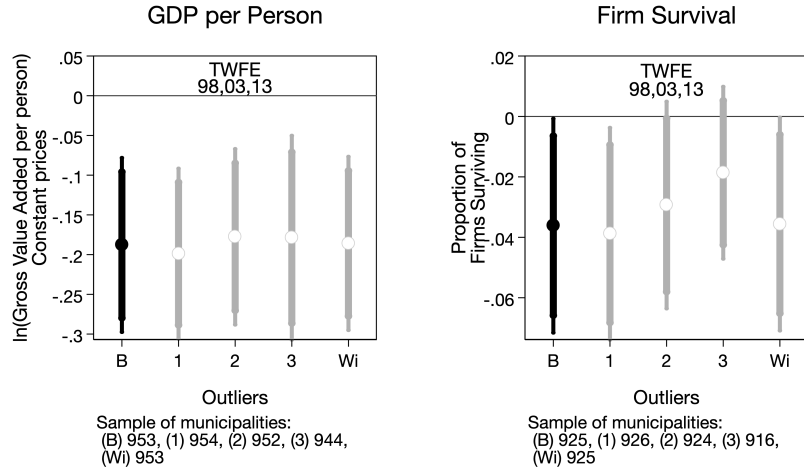 GDP per Person
ln(Gross Value Added per person)
Constant prices
.05
0
-.05
-.1
-.15
-.2
-.25
-.3
TWFE
98,03,13
B 1 2 3 Wi
Outliers
Sample of municipalities:
(B) 953, (1) 954, (2) 952, (3) 944,
(Wi) 953
Firm Survival
Proportion of
Firms Surviving
.02
0
-.02
-.04
-.06
TWFE
98,03,13
B 1 2 3 Wi
Outliers
Sample of municipalities:
(B) 925, (1) 926, (2) 924, (3) 916,
(Wi) 925